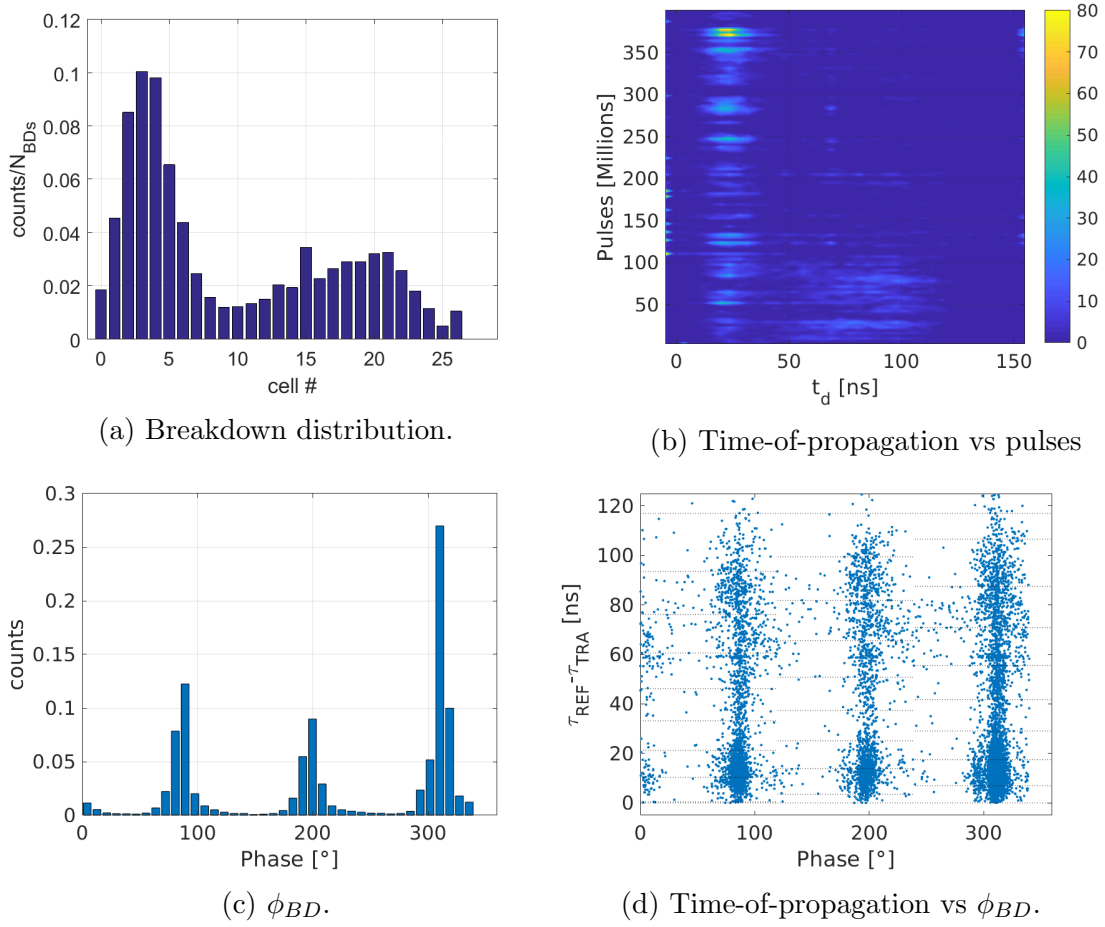 0.12
0.1
0.08
0.06
0.04
0.02
0
counts/N_BDs
0 5 10 15 20 25
cell #
(a) Breakdown distribution.
350
300
250
200
150
100
50
Pulses [Millions]
0 50 100 150
t_d [ns]
80
70
60
50
40
30
20
10
0
(b) Time-of-propagation vs pulses
0.3
0.25
0.2
0.15
0.1
0.05
0
counts
0 100 200 300
Phase [°]
(c) ϕ_BD.
120
100
80
60
40
20
0
τ_REF-τ_TRA [ns]
0 100 200 300
Phase [°]
(d) Time-of-propagation vs ϕ_BD.